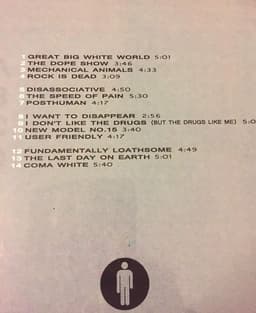 1 GREAT BIG WHITE WORLD 5:01
2 THE DOPE SHOW 3:46
3 MECHANICAL ANIMALS 4:33
4 ROCK IS DEAD 3:09
5 DISASSOCIATIVE 4:50
6 THE SPEED OF PAIN 5:30
7 POSTHUMAN 4:17
8 I WANT TO DISAPPEAR 2:56
9 I DON'T LIKE THE DRUGS (BUT THE DRUGS LIKE ME) 5:0
10 NEW MODEL NO.15 3:40
11 USER FRIENDLY 4:17
12 FUNDAMENTALLY LOATHSOME 4:49
13 THE LAST DAY ON EARTH 5:01
14 COMA WHITE 5:40